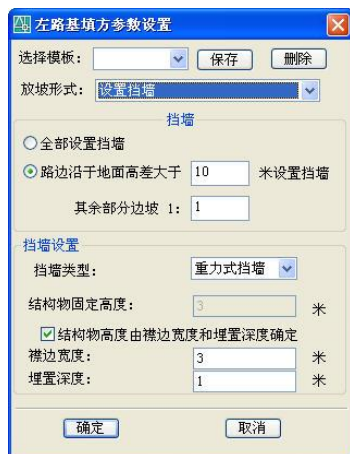 左路基填方参数设置
选择模板： 保存 删除
放坡形式： 设置挡墙
挡墙
全部设置挡墙
路边沿于地面高差大于 10 米设置挡墙
其余部分边坡 1: 1
挡墙设置
挡墙类型： 重力式挡墙
结构物固定高度： 3 米
结构物高度由襟边宽度和埋置深度确定
襟边宽度： 3 米
埋置深度： 1 米
确定 取消